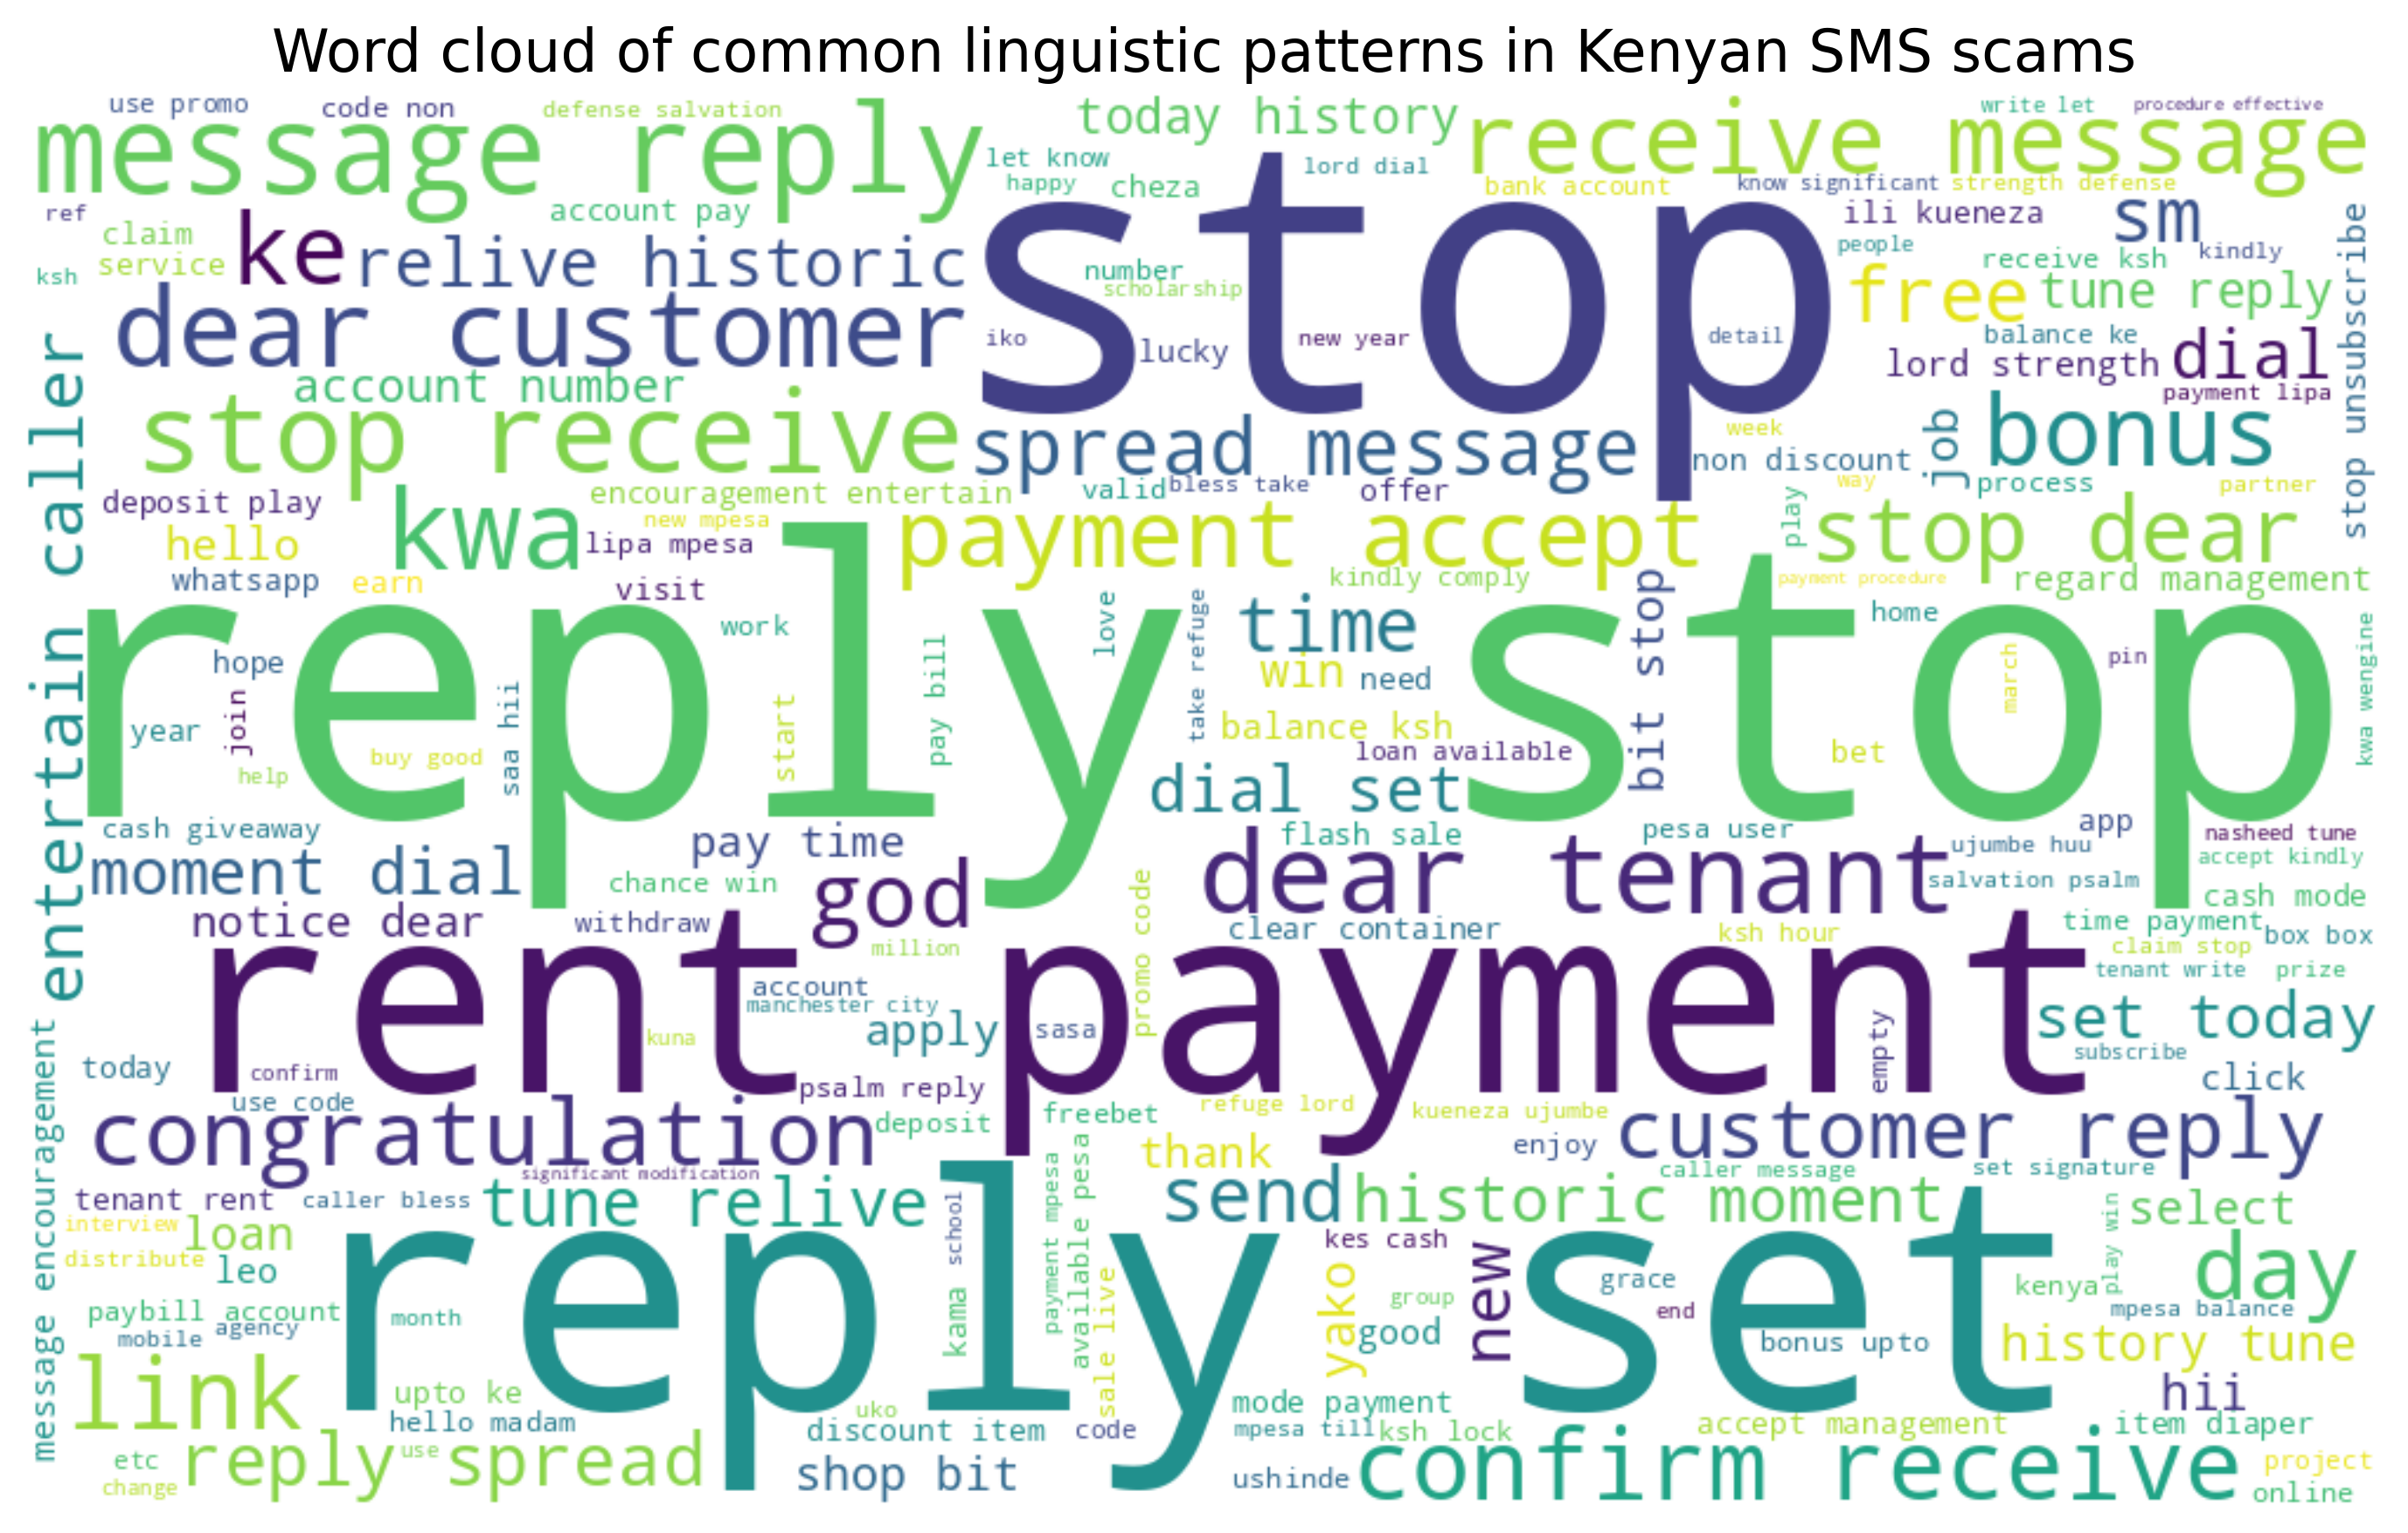 Word cloud of common linguistic patterns in Kenyan SMS scams
use promo
code non
defense salvation
today history
write let
procedure effective
message reply
receive message
let know
lord dial
happy
cheza
bank account
know significant
strength defense
ref
account pay
ili kueneza
sm
claim
ke
relive historic
stop
people
service
ksh
number
receive ksh
kindly
scholarship
free
tune reply
stop unsubscribe
dear customer
iko
lucky
new year
detail
balance ke
lord strength
dial
account number
payment lipa
entertain caller
stop receive
spread message
week
job
bonus
non discount
deposit play
encouragement entertain
valid
bless take
offer
way
process
partner
kwa
new mpesa
hello
lipa mpesa
payment accept
play
stop dear
whatsapp
earn
visit
kindly comply
payment procedure
regard management
reply stop
work
love
take refuge
time
bit stop
home
hope
pay bill
win
need
march
pin
kwa wengine
year
join
saa hii
start
balance ksh
buy good
help
loan available
bet
dial set
cash giveaway
pay time
flash sale
pesa user
app
nasheed tune
moment dial
chance win
god
dear tenant
ujumbe huu
accept kindly
salvation psalm
cash mode
notice dear
withdraw
promo code
clear container
ksh hour
time payment
box box
million
claim stop
rent payment
account
tenant write
prize
manchester city
kuna
apply
sasa
empty
set today
subscribe
today
confirm
psalm reply
click
use code
congratulation
deposit
freebet
refuge lord
kueneza ujumbe
customer reply
thank
enjoy
message encouragement
significant modification
caller message
set signature
tenant rent
caller bless
tune relive
send
historic moment
play win
select
interview
loan
school
payment mpesa
available pesa
kes cash
new
distribute
leo
reply set
yako
grace
kenya
day
paybill account
month
kama
sale live
group
end
mpesa balance
mobile
agency
good
bonus upto
history tune
link
upto ke
hii
hello madam
uko
mode payment
discount item
code
mpesa till
ksh lock
accept management
item diaper
etc
reply
use
spread
shop bit
ushinde
confirm receive
project
change
online